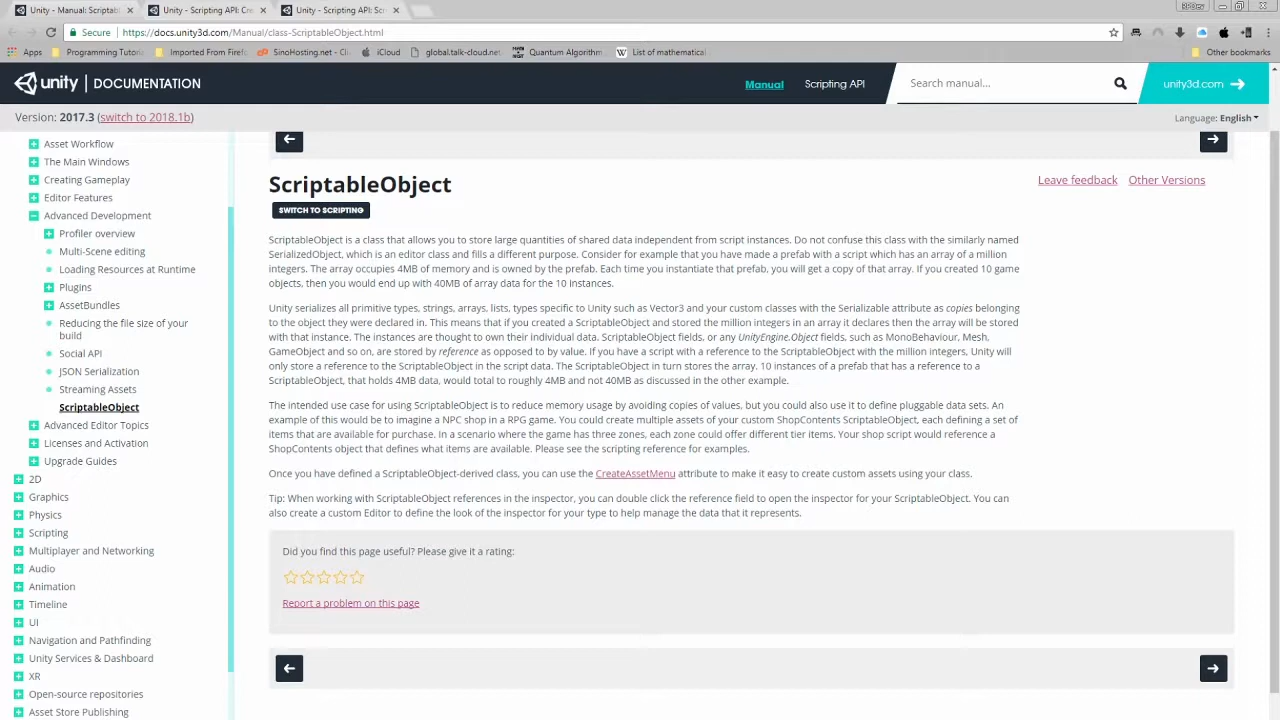 Unity - Manual: Scriptabl
Unity - Scripting API: Cre
Unity - Scripting API: Scr
Secure
https://docs.unity3d.com/Manual/class-ScriptableObject.html
Apps
Programming Tutoria
Imported From Firefox
SinoHosting.net - Clie
iCloud
global.talk-cloud.net
Quantum Algorithm
List of mathematical
Other bookmarks
unity | DOCUMENTATION
Manual
Scripting API
Search manual...
unity3d.com
Version: 2017.3 (switch to 2018.1b)
Language: English
Asset Workflow
The Main Windows
Creating Gameplay
Editor Features
Advanced Development
Profiler overview
Multi-Scene editing
Loading Resources at Runtime
Plugins
AssetBundles
Reducing the file size of your
build
Social API
JSON Serialization
Streaming Assets
ScriptableObject
Advanced Editor Topics
Licenses and Activation
Upgrade Guides
2D
Graphics
Physics
Scripting
Multiplayer and Networking
Audio
Animation
Timeline
UI
Navigation and Pathfinding
Unity Services & Dashboard
XR
Open-source repositories
Asset Store Publishing
ScriptableObject
Leave feedback
Other Versions
SWITCH TO SCRIPTING
ScriptableObject is a class that allows you to store large quantities of shared data independent from script instances. Do not confuse this class with the similarly named
SerializedObject, which is an editor class and fills a different purpose. Consider for example that you have made a prefab with a script which has an array of a million
integers. The array occupies 4MB of memory and is owned by the prefab. Each time you instantiate that prefab, you will get a copy of that array. If you created 10 game
objects, then you would end up with 40MB of array data for the 10 instances.
Unity serializes all primitive types, strings, arrays, lists, types specific to Unity such as Vector3 and your custom classes with the Serializable attribute as copies belonging
to the object they were declared in. This means that if you created a ScriptableObject and stored the million integers in an array it declares then the array will be stored
with that instance. The instances are thought to own their individual data. ScriptableObject fields, or any UnityEngine.Object fields, such as MonoBehaviour, Mesh,
GameObject and so on, are stored by reference as opposed to by value. If you have a script with a reference to the ScriptableObject with the million integers, Unity will
only store a reference to the ScriptableObject in the script data. The ScriptableObject in turn stores the array. 10 instances of a prefab that has a reference to a
ScriptableObject, that holds 4MB data, would total to roughly 4MB and not 40MB as discussed in the other example.
The intended use case for using ScriptableObject is to reduce memory usage by avoiding copies of values, but you could also use it to define pluggable data sets. An
example of this would be to imagine a NPC shop in a RPG game. You could create multiple assets of your custom ShopContents ScriptableObject, each defining a set of
items that are available for purchase. In a scenario where the game has three zones, each zone could offer different tier items. Your shop script would reference a
ShopContents object that defines what items are available. Please see the scripting reference for examples.
Once you have defined a ScriptableObject-derived class, you can use the CreateAssetMenu attribute to make it easy to create custom assets using your class.
Tip: When working with ScriptableObject references in the inspector, you can double click the reference field to open the inspector for your ScriptableObject. You can
also create a custom Editor to define the look of the inspector for your type to help manage the data that it represents.
Did you find this page useful? Please give it a rating:
Report a problem on this page